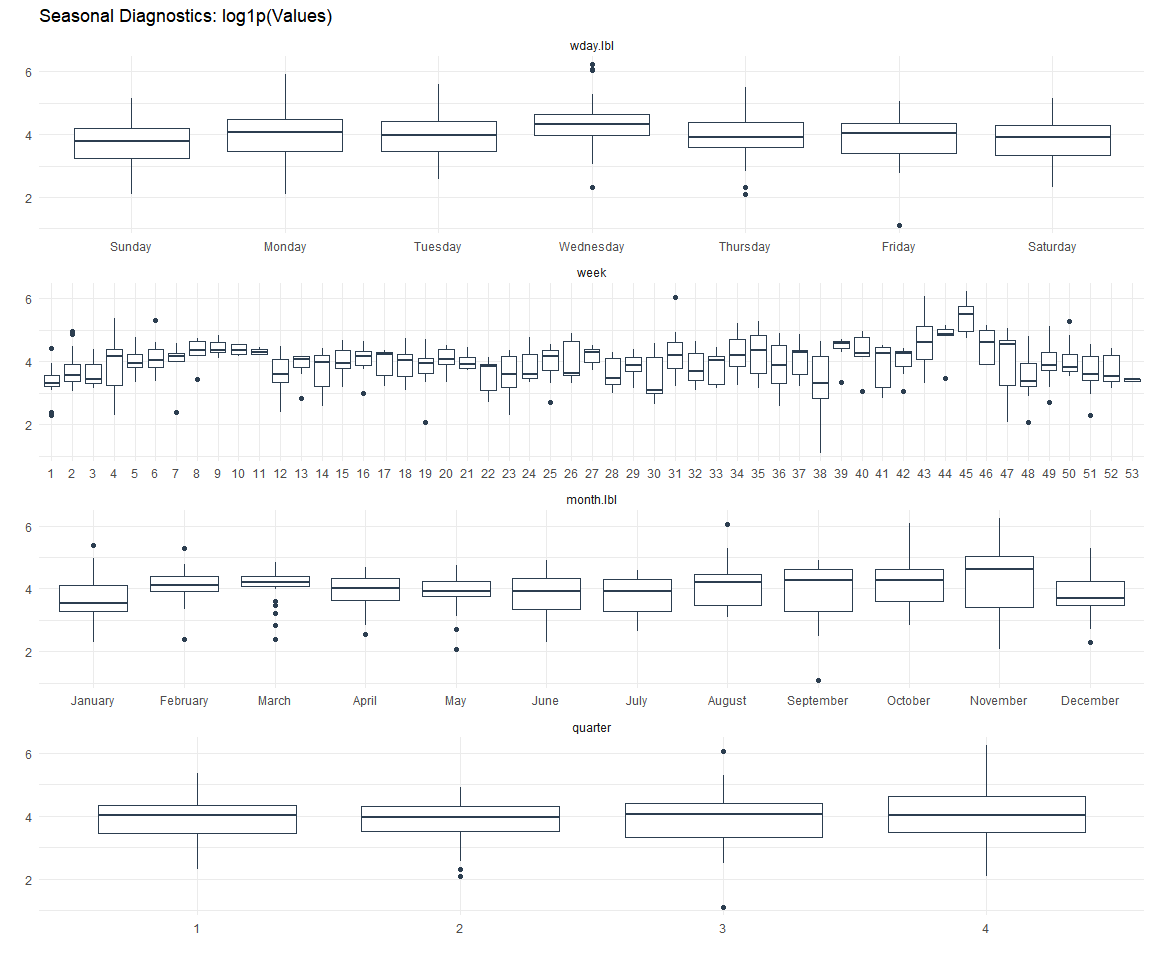 Seasonal Diagnostics: log1p(Values)
wday.lbl
6
4
2
Sunday Monday Tuesday Wednesday Thursday Friday Saturday
week
6
4
2
1 2 3 4 5 6 7 8 9 10 11 12 13 14 15 16 17 18 19 20 21 22 23 24 25 26 27 28 29 30 31 32 33 34 35 36 37 38 39 40 41 42 43 44 45 46 47 48 49 50 51 52 53
month.lbl
6
4
2
January February March April May June July August September October November December
quarter
6
4
2
1 2 3 4